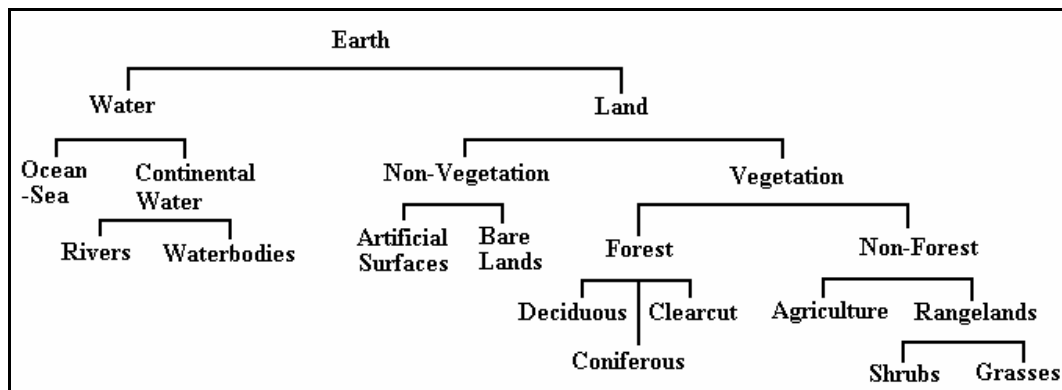 Earth
Water
Land
Ocean
-Sea
Continental
Water
Non-Vegetation
Vegetation
Rivers
Waterbodies
Artificial
Surfaces
Bare
Lands
Forest
Non-Forest
Deciduous
Clearcut
Coniferous
Agriculture
Rangelands
Shrubs
Grasses